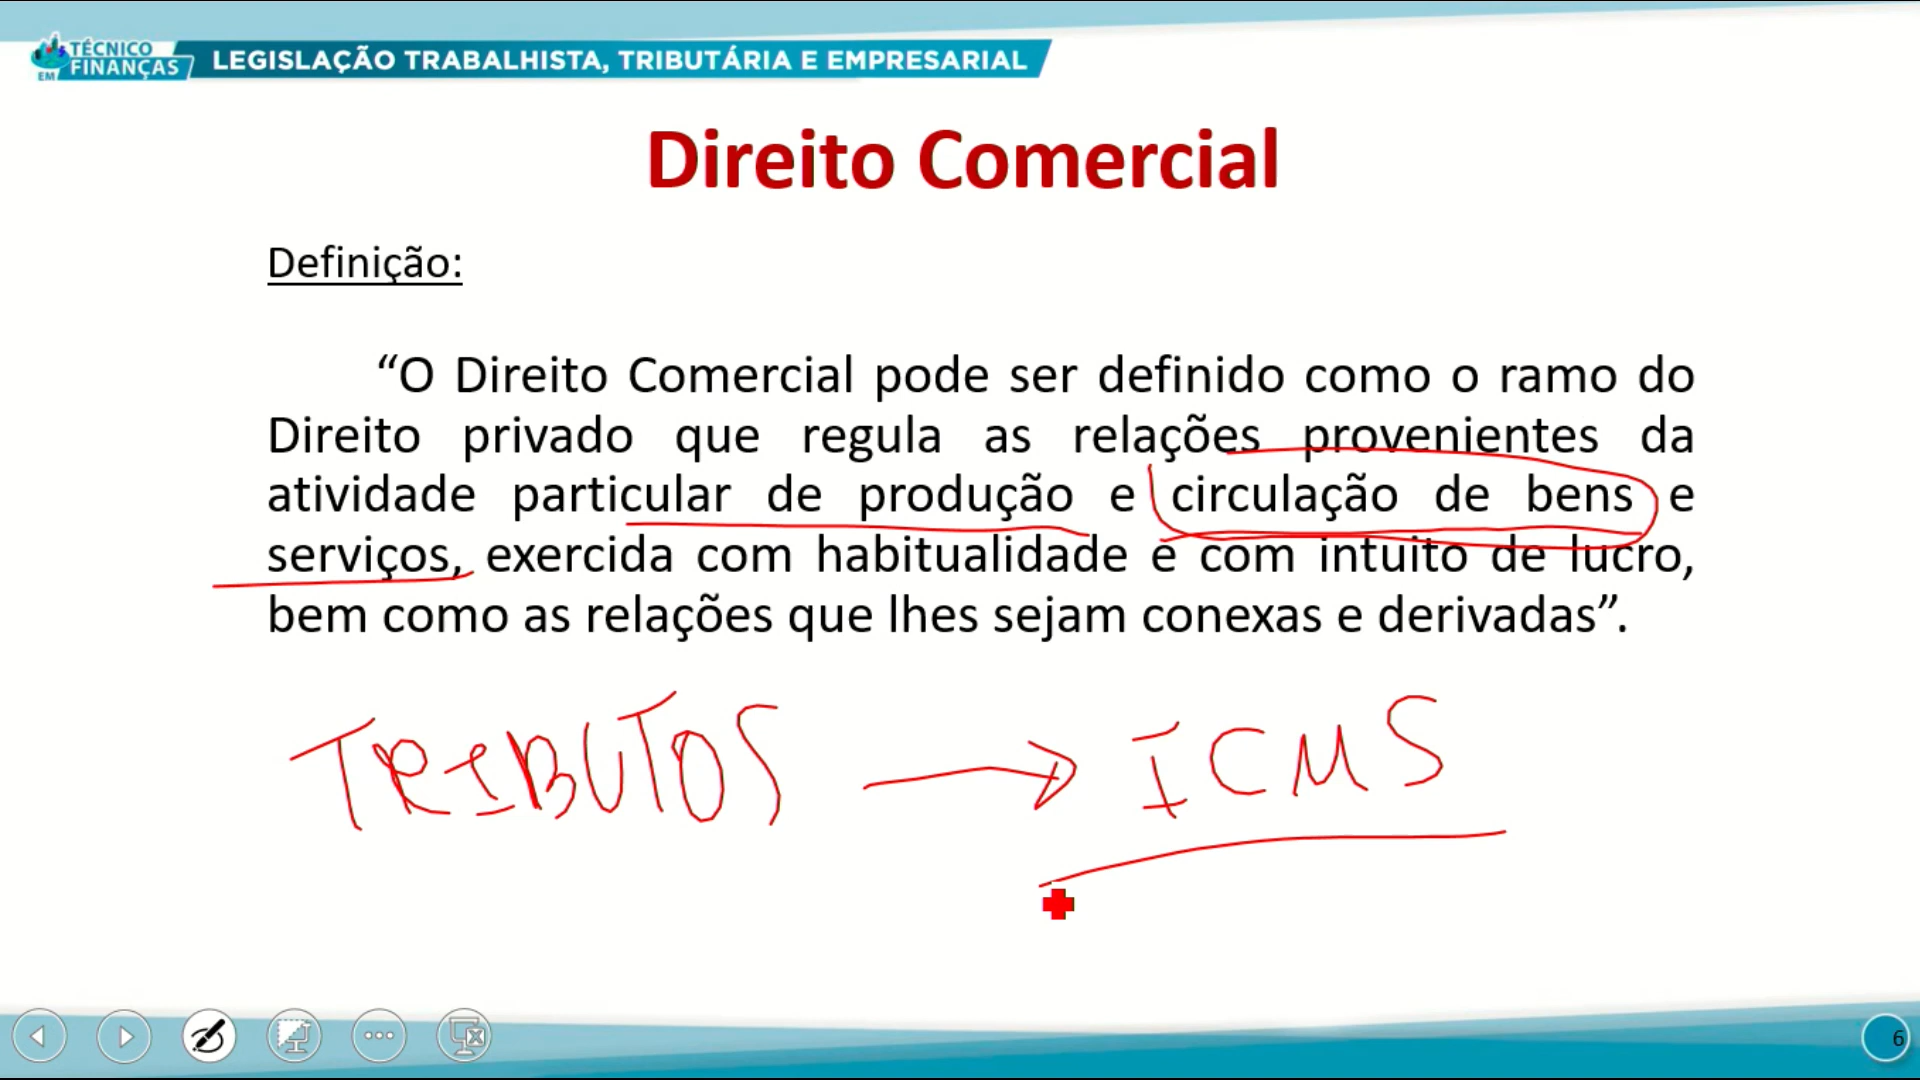 TÉCNICO
EM FINANÇAS
LEGISLAÇÃO TRABALHISTA, TRIBUTÁRIA E EMPRESARIAL
Direito Comercial
Definição:
“O Direito Comercial pode ser definido como o ramo do
Direito privado que regula as relações provenientes da
atividade particular de produção e circulação de bens e
serviços, exercida com habitualidade e com intuito de lucro,
bem como as relações que lhes sejam conexas e derivadas”.
TRIBUTOS → ICMS
6